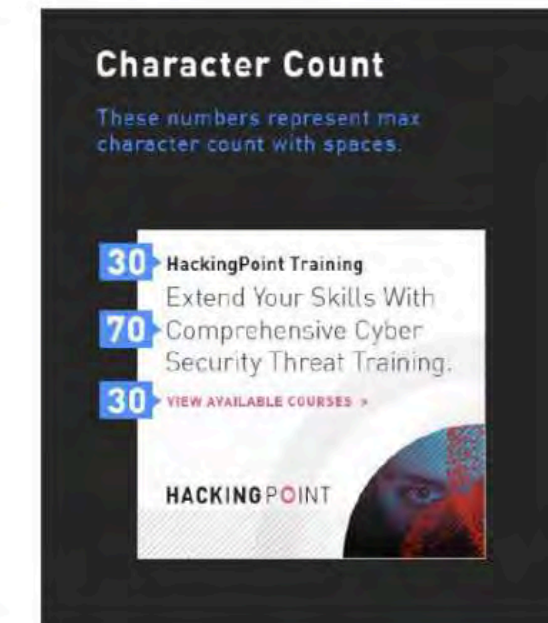 Character Count
These numbers represent max
character count with spaces.
30 HackingPoint Training
Extend Your Skills With
70 Comprehensive Cyber
Security Threat Training.
30 VIEW AVAILABLE COURSES >
HACKINGPOINT